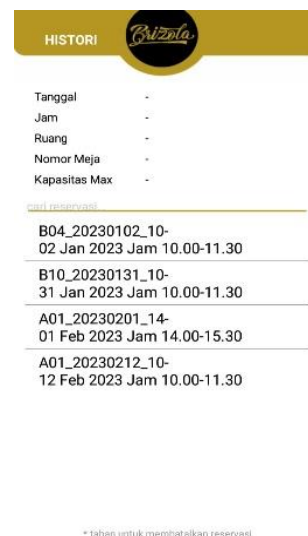 HISTORI
Brizola
Tanggal -
Jam -
Ruang -
Nomor Meja -
Kapasitas Max -
cari reservasi...
B04_20230102_10-
02 Jan 2023 Jam 10.00-11.30
B10_20230131_10-
31 Jan 2023 Jam 10.00-11.30
A01_20230201_14-
01 Feb 2023 Jam 14.00-15.30
A01_20230212_10-
12 Feb 2023 Jam 10.00-11.30
* tahan untuk membatalkan reservasi